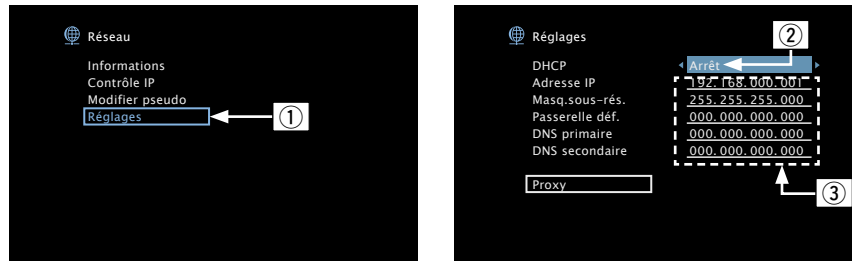 Réseau
Informations
Contrôle IP
Modifier pseudo
Réglages
1
Réglages
2
DHCP Arrêt
Adresse IP 192.168.000.001
Masq.sous-rés. 255.255.255.000
Passerelle déf. 000.000.000.000
DNS primaire 000.000.000.000
DNS secondaire 000.000.000.000
Proxy
3